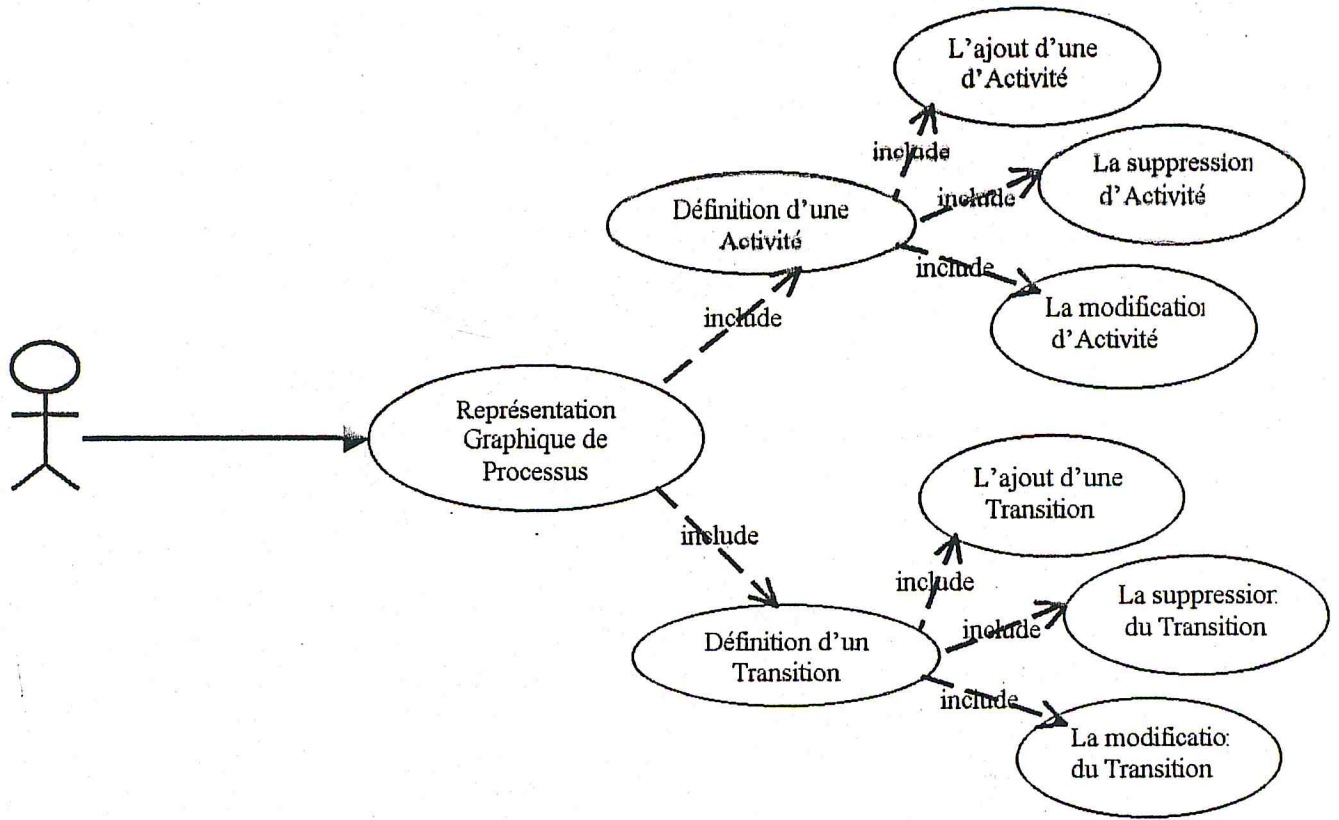 L'ajout d'une
d'Activité
include
La suppression
d'Activité
include
Définition d'une
Activité
include
La modification
d'Activité
include
Représentation
Graphique de
Processus
L'ajout d'une
Transition
include
include
La suppression
du Transition
include
Définition d'un
Transition
include
La modification
du Transition